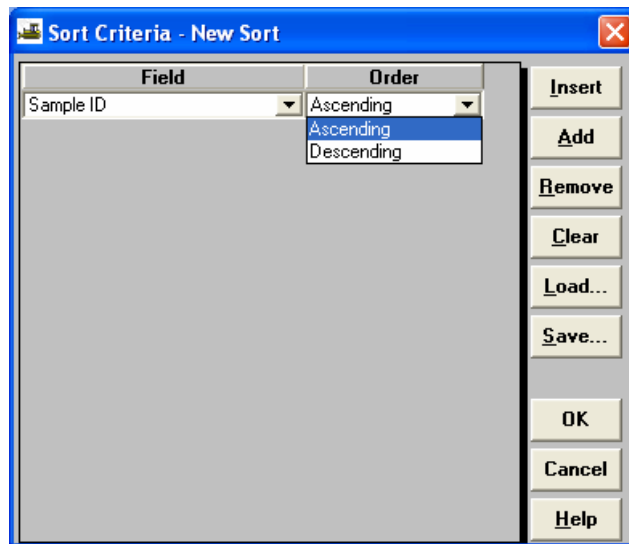 Sort Criteria - New Sort
Field Order
Sample ID Ascending
Ascending
Descending
Insert
Add
Remove
Clear
Load...
Save...
OK
Cancel
Help